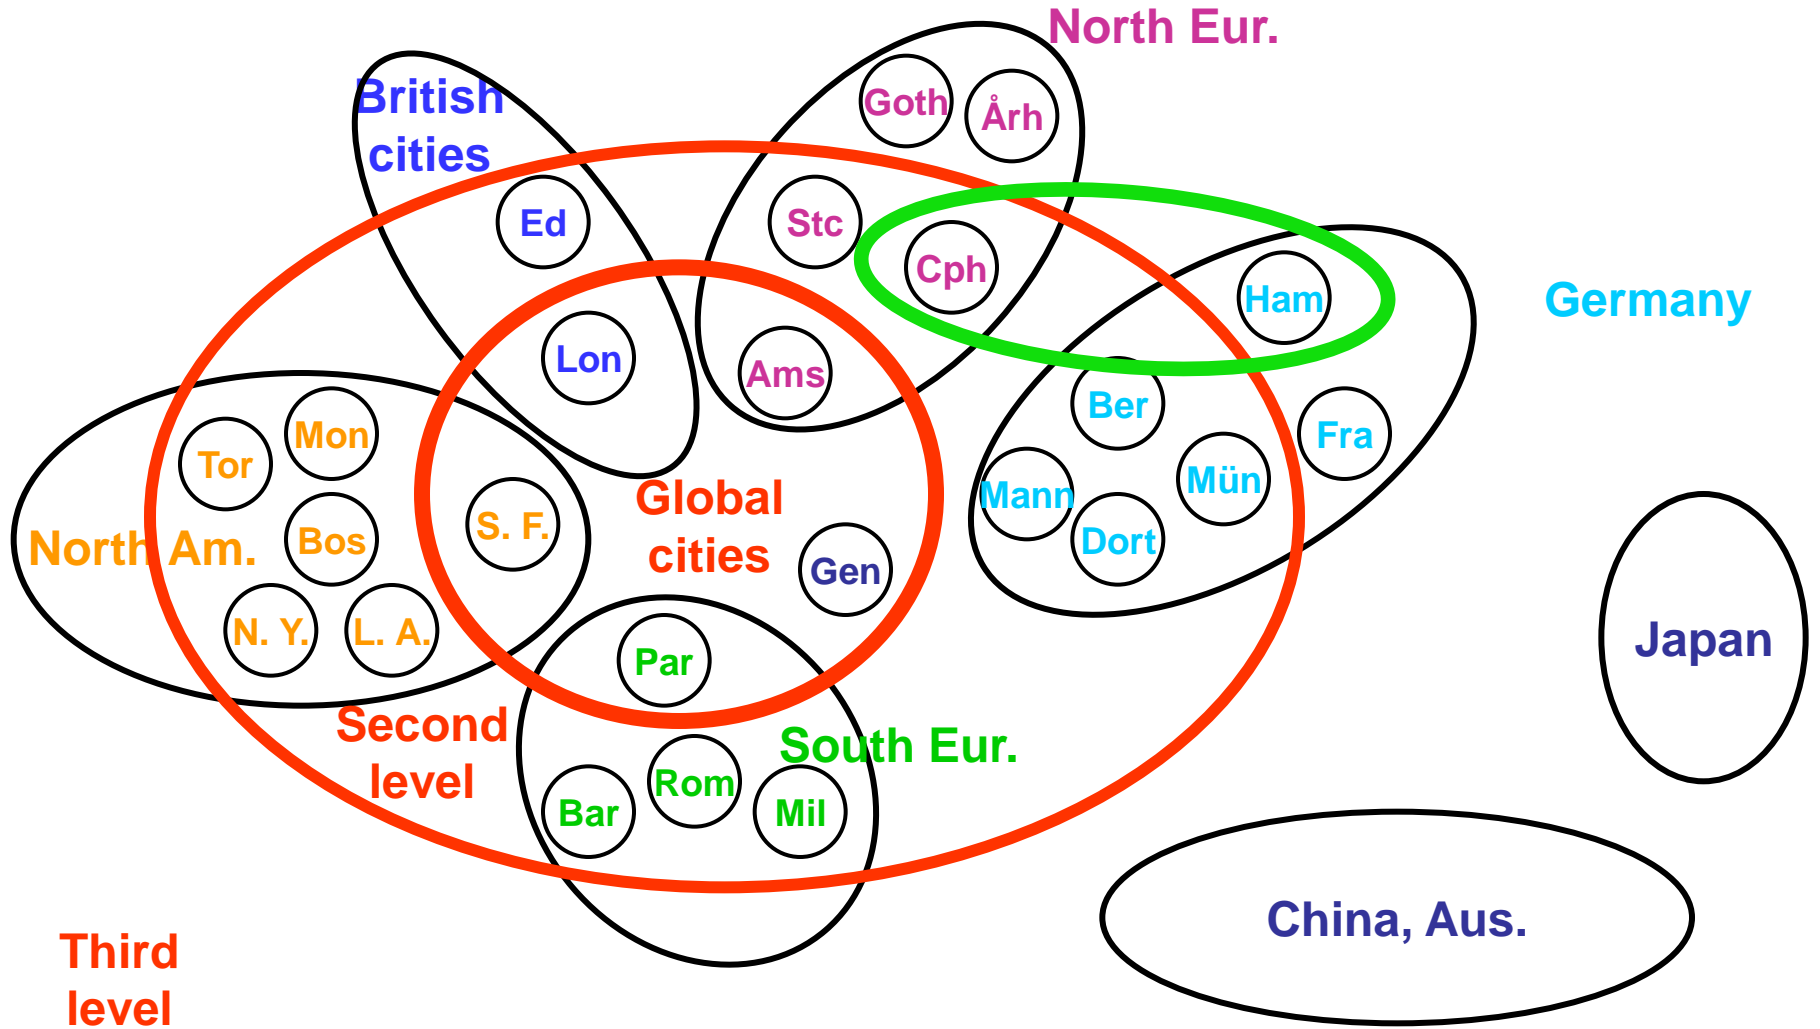 North Eur.
British
cities
Goth
Årh
Ed
Stc
Cph
Ham
Germany
Lon
Ams
Ber
Fra
Mon
Tor
Mün
Mann
Global
cities
S. F.
Bos
North Am.
Dort
Gen
N. Y.
L. A.
Par
Japan
Second
level
South Eur.
Rom
Bar
Mil
China, Aus.
Third
level